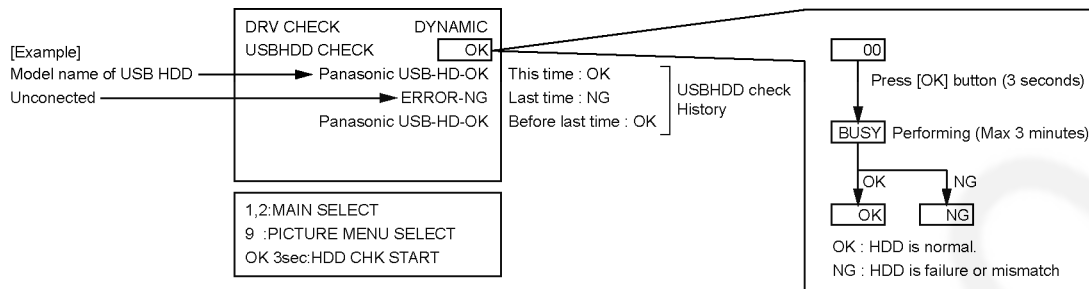 [Example]
Model name of USB HDD
Unconected
DRV CHECK DYNAMIC
USBHDD CHECK OK
Panasonic USB-HD-OK
ERROR-NG
Panasonic USB-HD-OK
This time : OK
Last time : NG
Before last time : OK
USBHDD check
History
1,2:MAIN SELECT
9 :PICTURE MENU SELECT
OK 3sec:HDD CHK START
00
Press [OK] button (3 seconds)
BUSY Performing (Max 3 minutes)
OK NG
OK NG
OK : HDD is normal.
NG : HDD is failure or mismatch